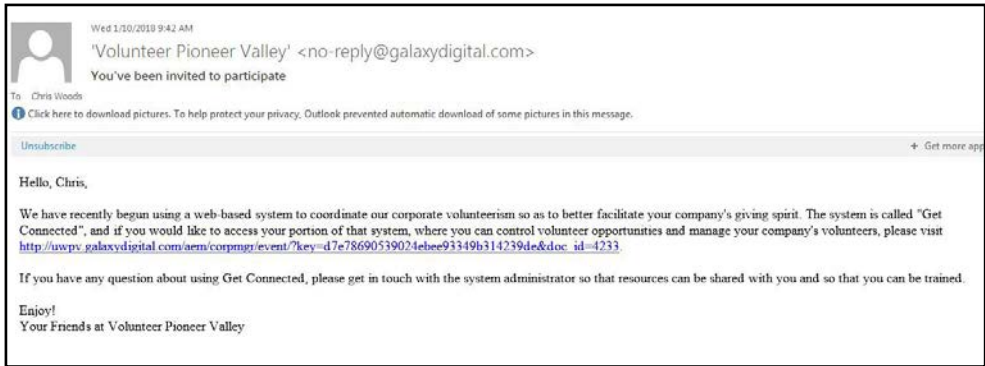 Wed 1/10/2018 9:42 AM
'Volunteer Pioneer Valley' <no-reply@galaxydigital.com>
You've been invited to participate
To Chris Woods
Click here to download pictures. To help protect your privacy, Outlook prevented automatic download of some pictures in this message.
Unsubscribe
+ Get more app
Hello, Chris,
We have recently begun using a web-based system to coordinate our corporate volunteerism so as to better facilitate your company's giving spirit. The system is called "Get
Connected", and if you would like to access your portion of that system, where you can control volunteer opportunities and manage your company's volunteers, please visit
http://uwpv.galaxydigital.com/aem/corpmgr/event/?key=d7e78690539024ebee93349b314239de&doc_id=4233.
If you have any question about using Get Connected, please get in touch with the system administrator so that resources can be shared with you and so that you can be trained.
Enjoy!
Your Friends at Volunteer Pioneer Valley